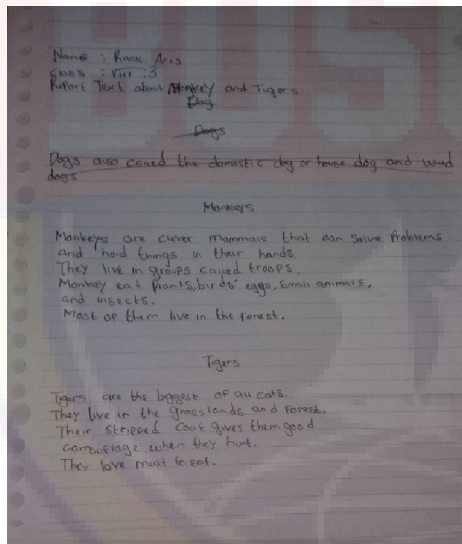 Name : Rivac Aris
Class : VIII . 3
Report Text about Monkey and Tigers
Dog
Dogs
Dogs also called the domestic dog or house dog and wild
dogs
Monkeys
Monkeys are clever mammals that can solve problems
and hold things in their hands.
They live in groups called troops.
Monkey eat plants, birds' eggs, small animals,
and insects.
Most of them live in the forest.
Tigers
Tigers are the biggest of all cats.
They live in the grasslands and Forest.
Their stripped coat gives them good
camouflage when they hunt.
They love meat to eat.